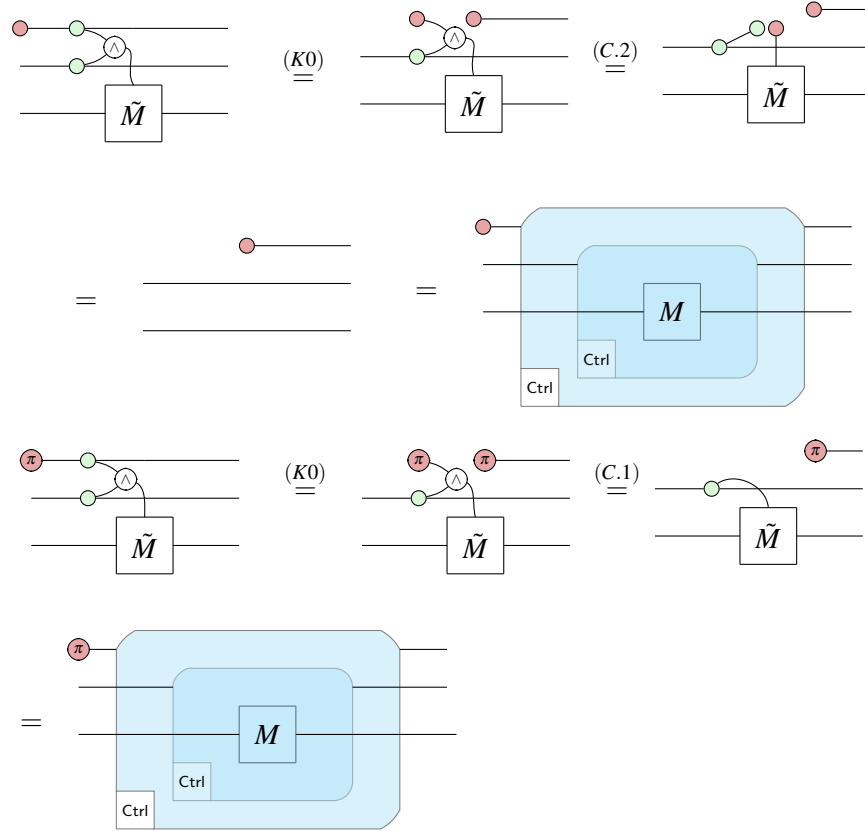 ∧ (K0) ∧ (C.2)
= =
M̃ M̃ M̃
= = M
Ctrl
Ctrl
π π π π
∧ (K0) ∧ (C.1)
= =
M̃ M̃ M̃
π
= M
Ctrl
Ctrl